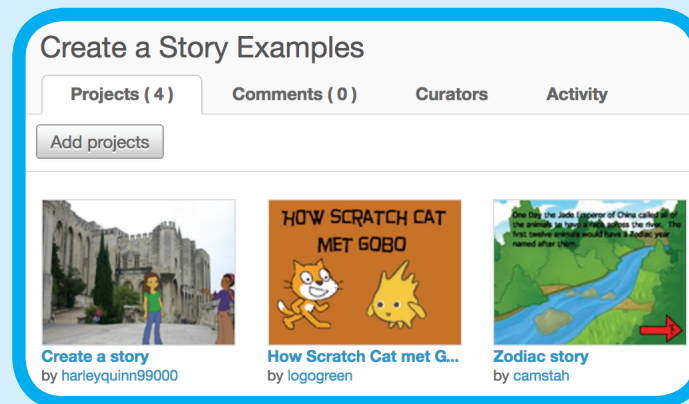 Create a Story Examples
Projects ( 4 )
Comments ( 0 )
Curators
Activity
Add projects
HOW SCRATCH CAT
MET GOBO
One Day the Jade Emperor of China called all of
the animals to have a race across the river. The
first twelve animals would have a Zodiac year
named after them.
Create a story
by harleyquinn99000
How Scratch Cat met G...
by logogreen
Zodiac story
by camstah